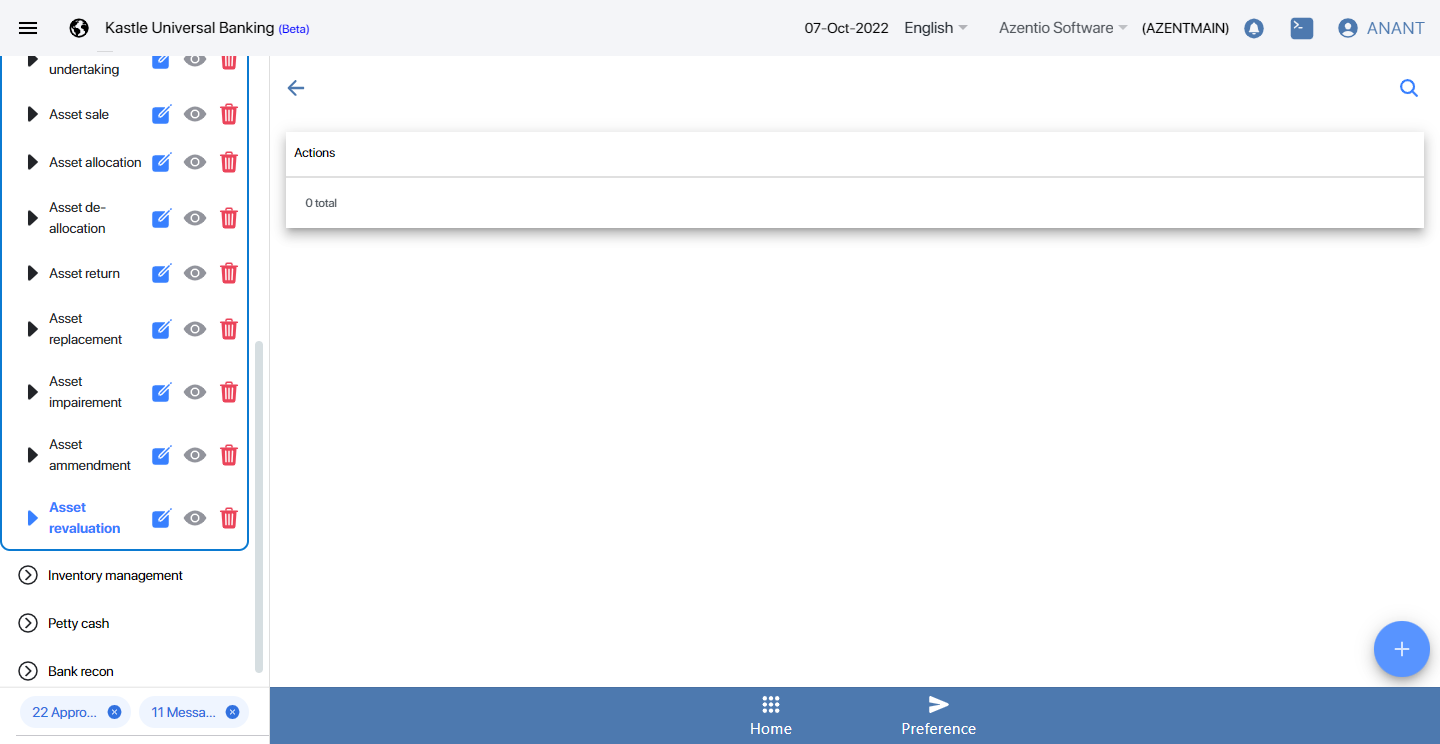 Kastle Universal Banking (Beta)
07-Oct-2022
English
Azentio Software
(AZENTMAIN)
ANANT
undertaking
Asset sale
Asset allocation
Asset de-
allocation
Asset return
Asset
replacement
Asset
impairement
Asset
ammendment
Asset
revaluation
Inventory management
Petty cash
Bank recon
22 Appro...
11 Messa...
Actions
0 total
Home
Preference